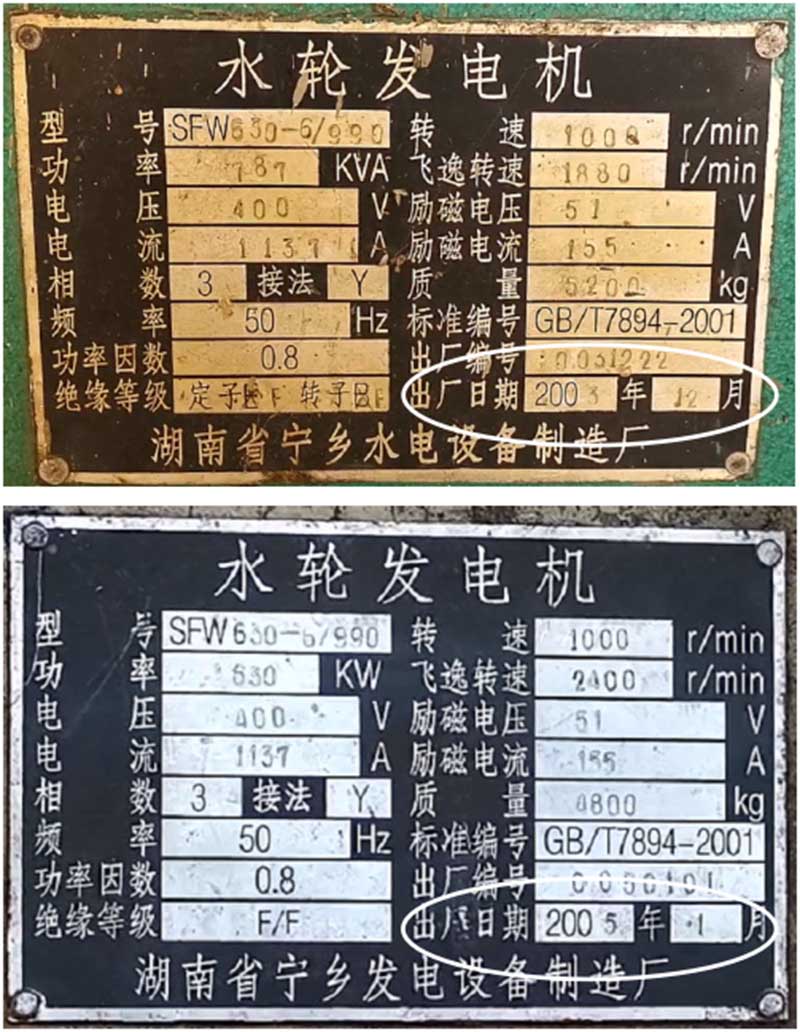 水轮发电机
型号 SFW630-6/990 转速 1000 r/min
功率 787 KVA 飞逸转速 1880 r/min
电压 400 V 励磁电压 51 V
电流 1137 A 励磁电流 155 A
相数 3 接法 Y 质量 5200 kg
频率 50 Hz 标准编号 GB/T7894-2001
功率因数 0.8 出厂编号 0031222
绝缘等级 定子 F 转子 F 出厂日期 2003 年 12 月
湖南省宁乡水电设备制造厂
水轮发电机
型号 SFW630-6/990 转速 1000 r/min
功率 630 KW 飞逸转速 2400 r/min
电压 400 V 励磁电压 51 V
电流 1137 A 励磁电流 155 A
相数 3 接法 Y 质量 4800 kg
频率 50 Hz 标准编号 GB/T7894-2001
功率因数 0.8 出厂编号 0050101
绝缘等级 F/F 出厂日期 2005 年 1 月
湖南省宁乡发电设备制造厂